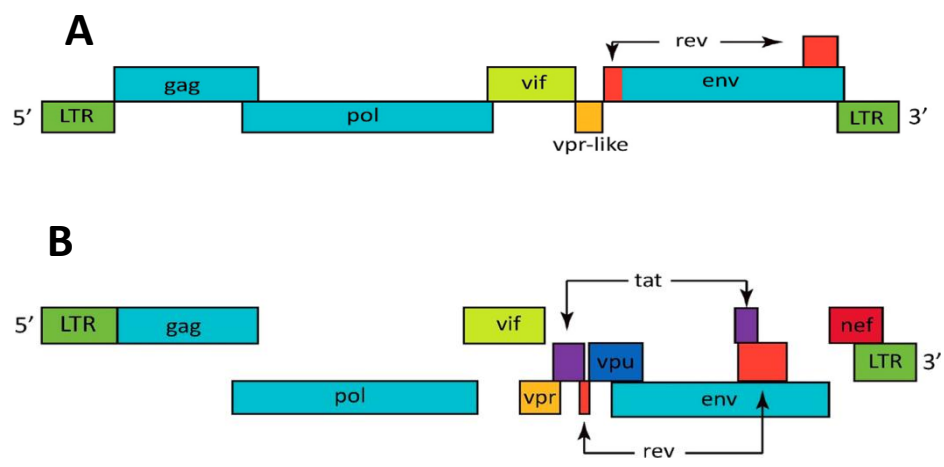 A
rev
gag
vif
env
5' LTR
pol
LTR 3'
vpr-like
B
tat
5' LTR
gag
vif
nef
vpu
LTR 3'
pol
vpr
env
rev